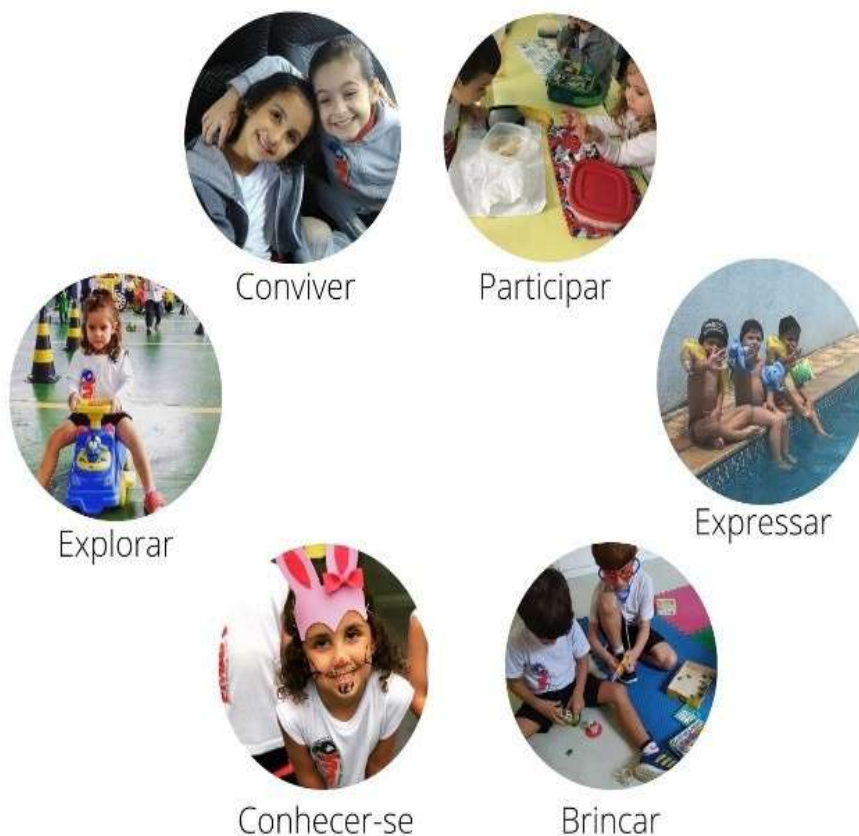 Conviver
Participar
Explorar
Expressar
Conhecer-se
Brincar